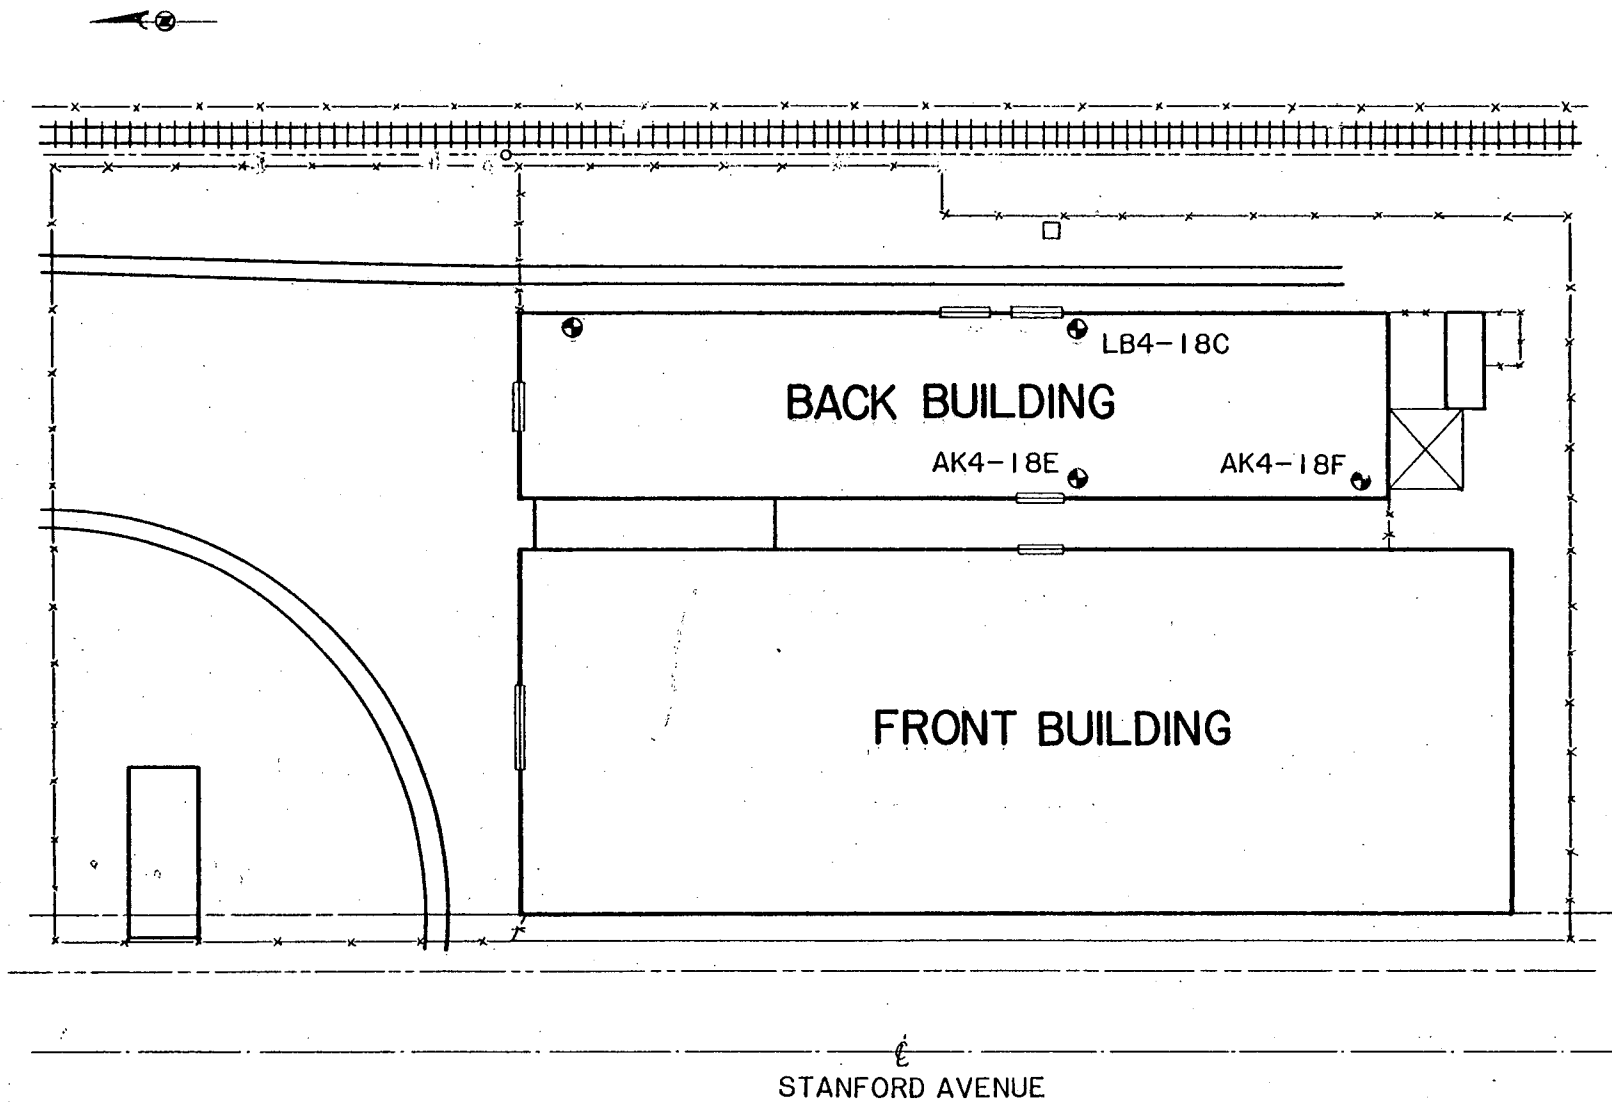 Z
LB4-18C
BACK BUILDING
AK4-18E
AK4-18F
FRONT BUILDING
℄
STANFORD AVENUE